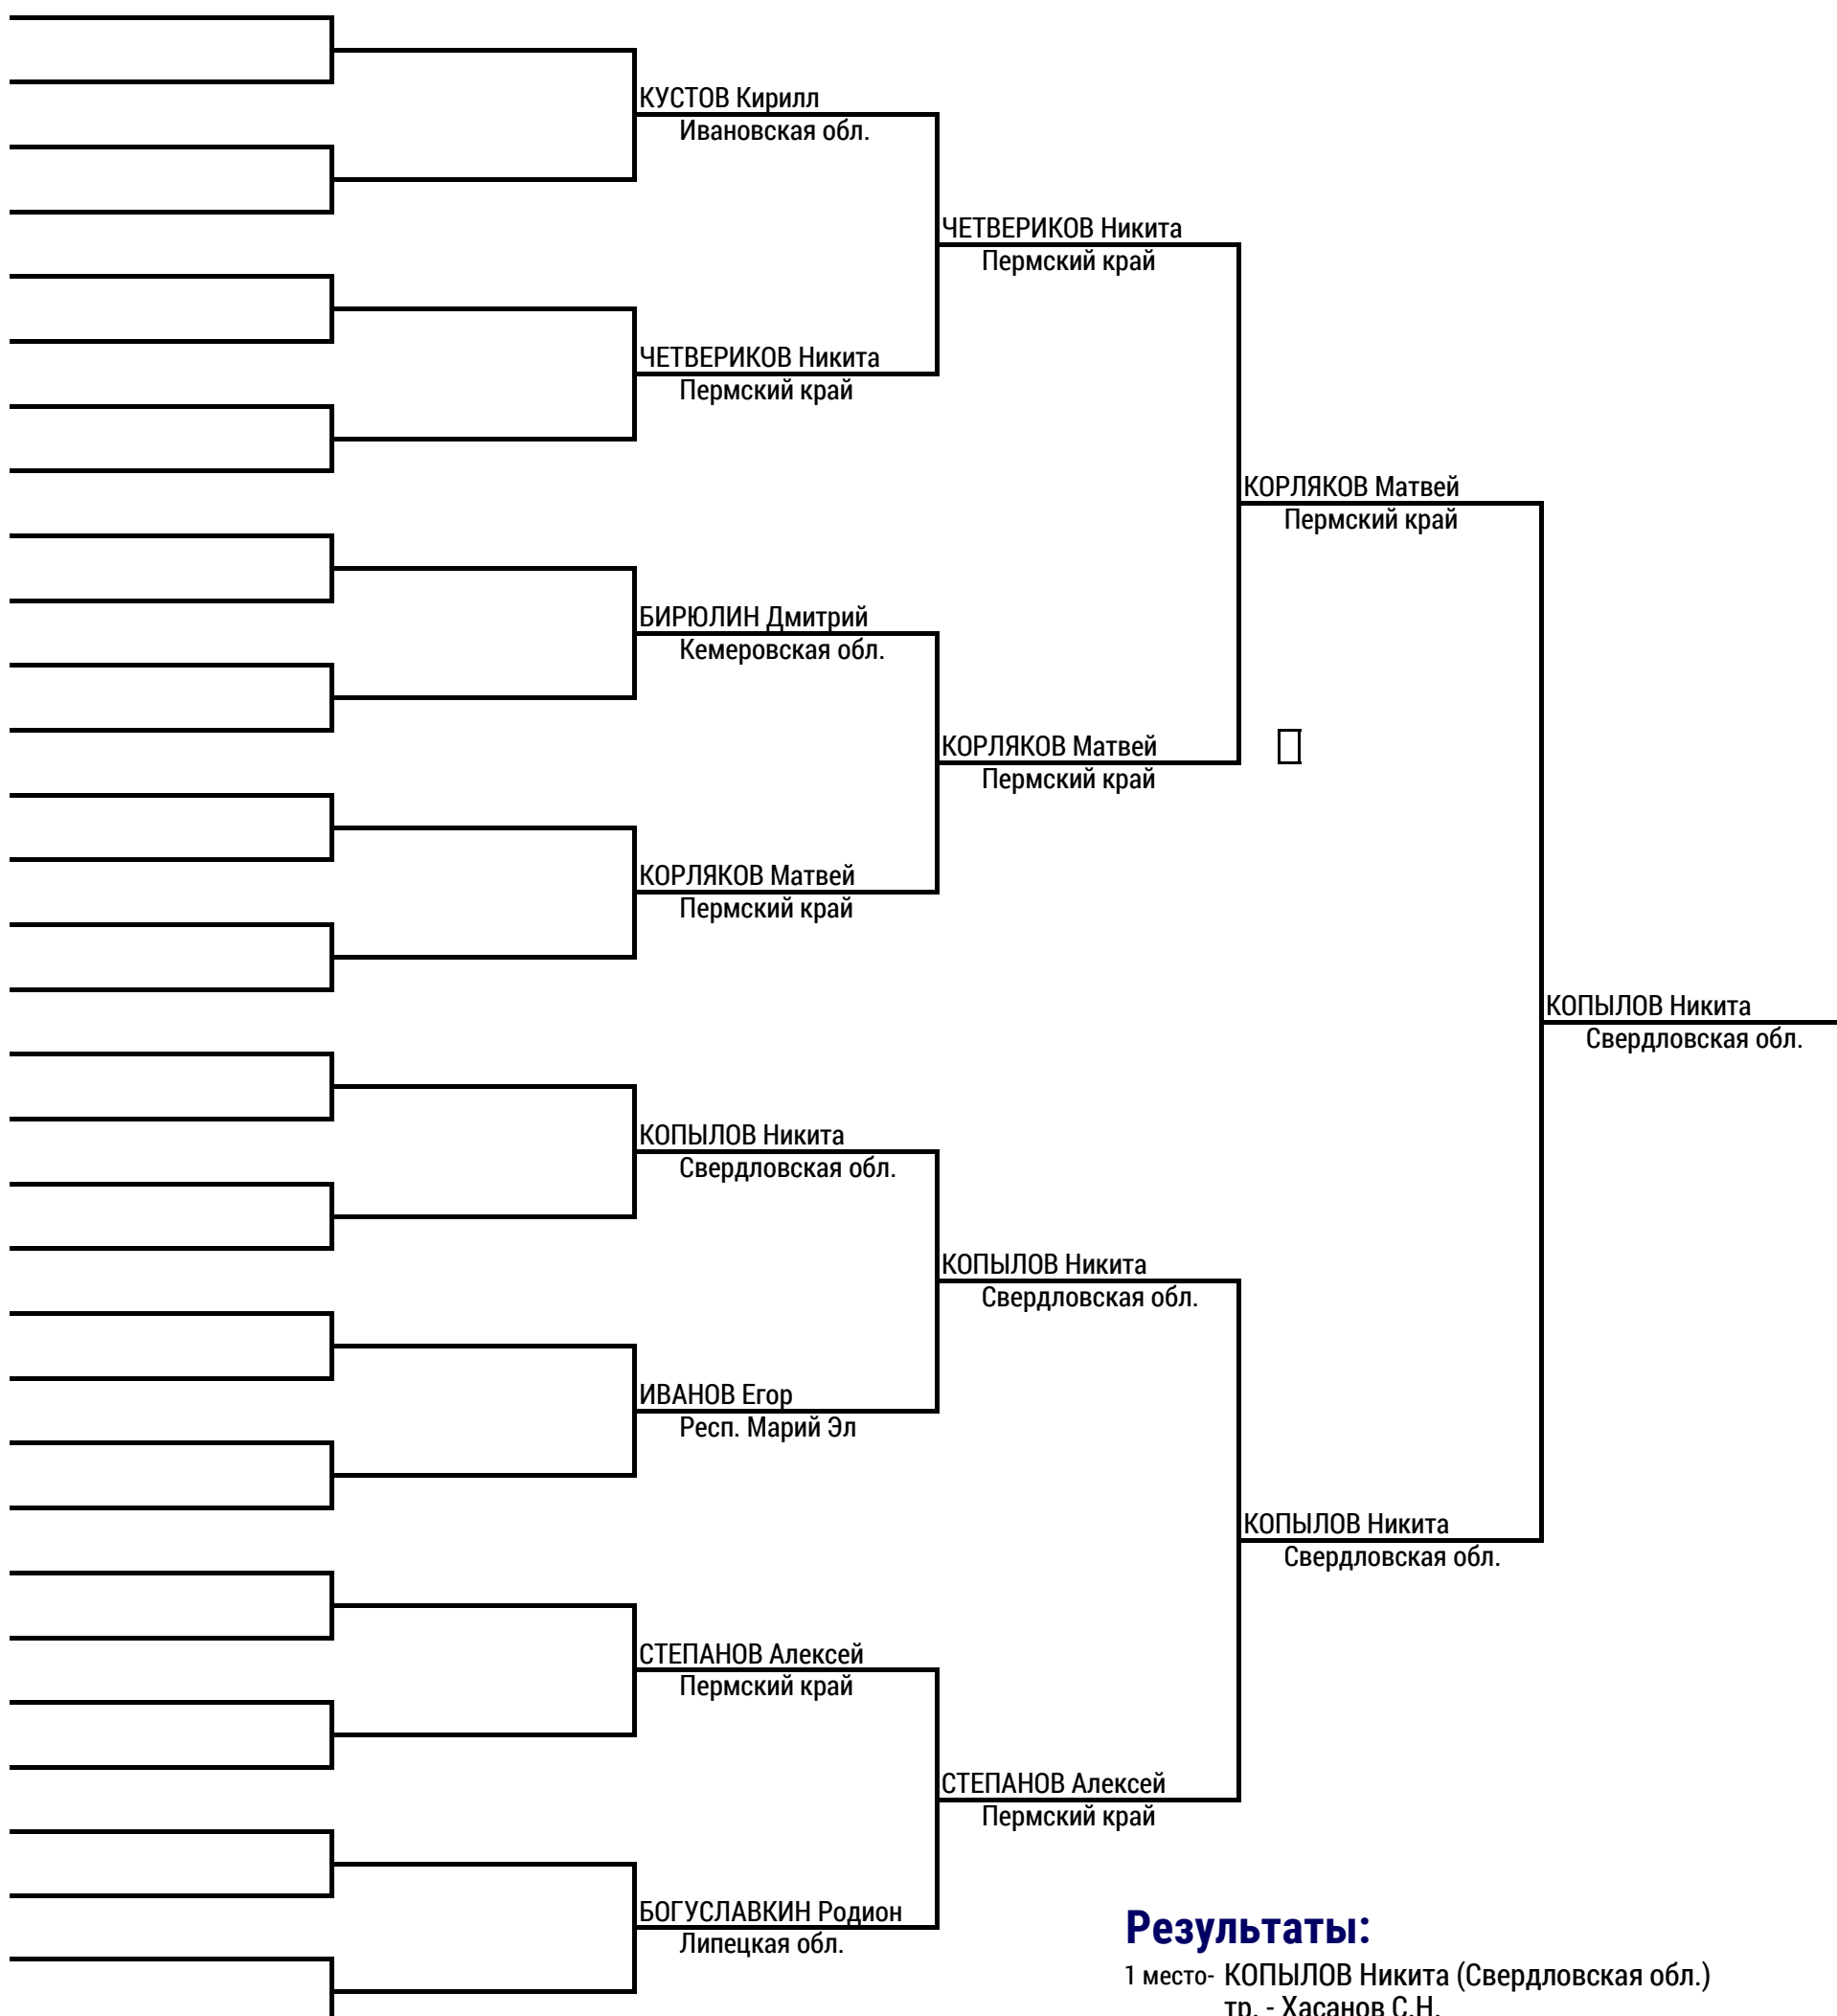 КУСТОВ Кирилл
Ивановская обл.
ЧЕТВЕРИКОВ Никита
Пермский край
ЧЕТВЕРИКОВ Никита
Пермский край
КОРЛЯКОВ Матвей
Пермский край
БИРЮЛИН Дмитрий
Кемеровская обл.
КОРЛЯКОВ Матвей
Пермский край
КОРЛЯКОВ Матвей
Пермский край
КОПЫЛОВ Никита
Свердловская обл.
КОПЫЛОВ Никита
Свердловская обл.
КОПЫЛОВ Никита
Свердловская обл.
ИВАНОВ Егор
Респ. Марий Эл
КОПЫЛОВ Никита
Свердловская обл.
СТЕПАНОВ Алексей
Пермский край
СТЕПАНОВ Алексей
Пермский край
БОГУСЛАВКИН Родион
Липецкая обл.
Результаты:
1 место- КОПЫЛОВ Никита (Свердловская обл.)
тр. - Хасанов С.Н.